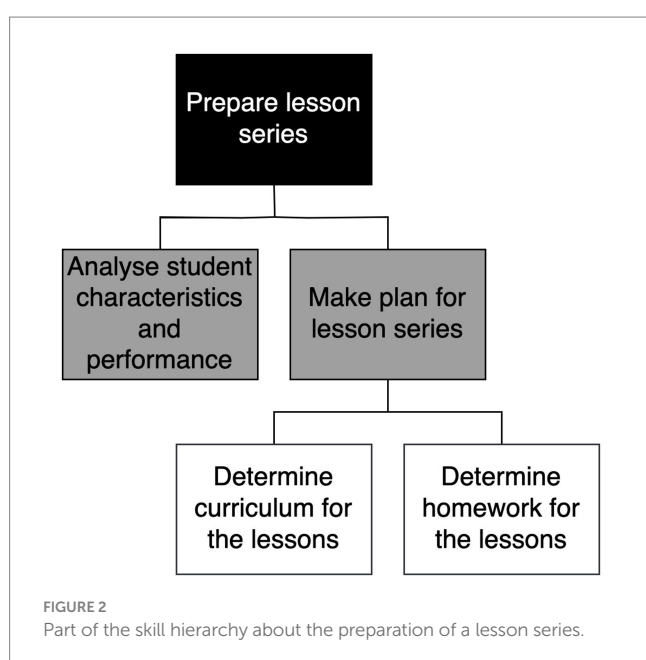 Prepare lesson
series
Analyse student
characteristics
and
performance
Make plan for
lesson series
Determine
curriculum for
the lessons
Determine
homework for
the lessons
FIGURE 2
Part of the skill hierarchy about the preparation of a lesson series.